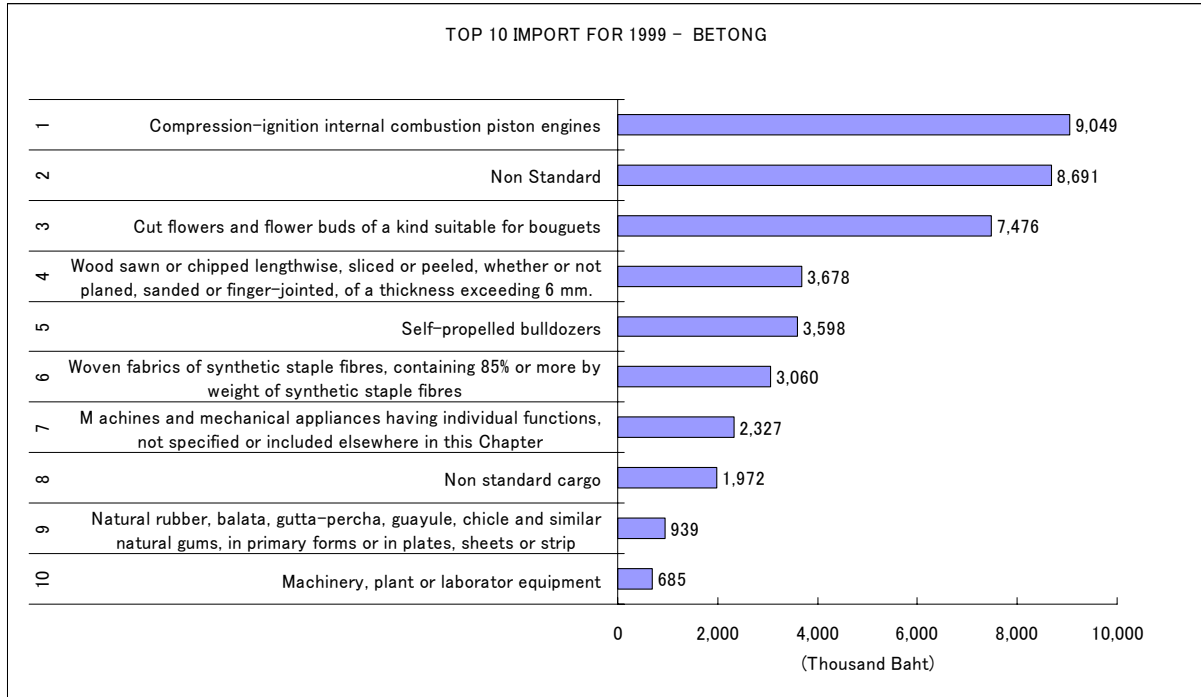 TOP 10 IMPORT FOR 1999 - BETONG
1 Compression-ignition internal combustion piston engines 9,049
2 Non Standard 8,691
3 Cut flowers and flower buds of a kind suitable for bouguets 7,476
4 Wood sawn or chipped lengthwise, sliced or peeled, whether or not
planed, sanded or finger-jointed, of a thickness exceeding 6 mm. 3,678
5 Self-propelled bulldozers 3,598
6 Woven fabrics of synthetic staple fibres, containing 85% or more by
weight of synthetic staple fibres 3,060
7 M achines and mechanical appliances having individual functions,
not specified or included elsewhere in this Chapter 2,327
8 Non standard cargo 1,972
9 Natural rubber, balata, gutta-percha, guayule, chicle and similar
natural gums, in primary forms or in plates, sheets or strip 939
10 Machinery, plant or laborator equipment 685
0 2,000 4,000 6,000 8,000 10,000
(Thousand Baht)